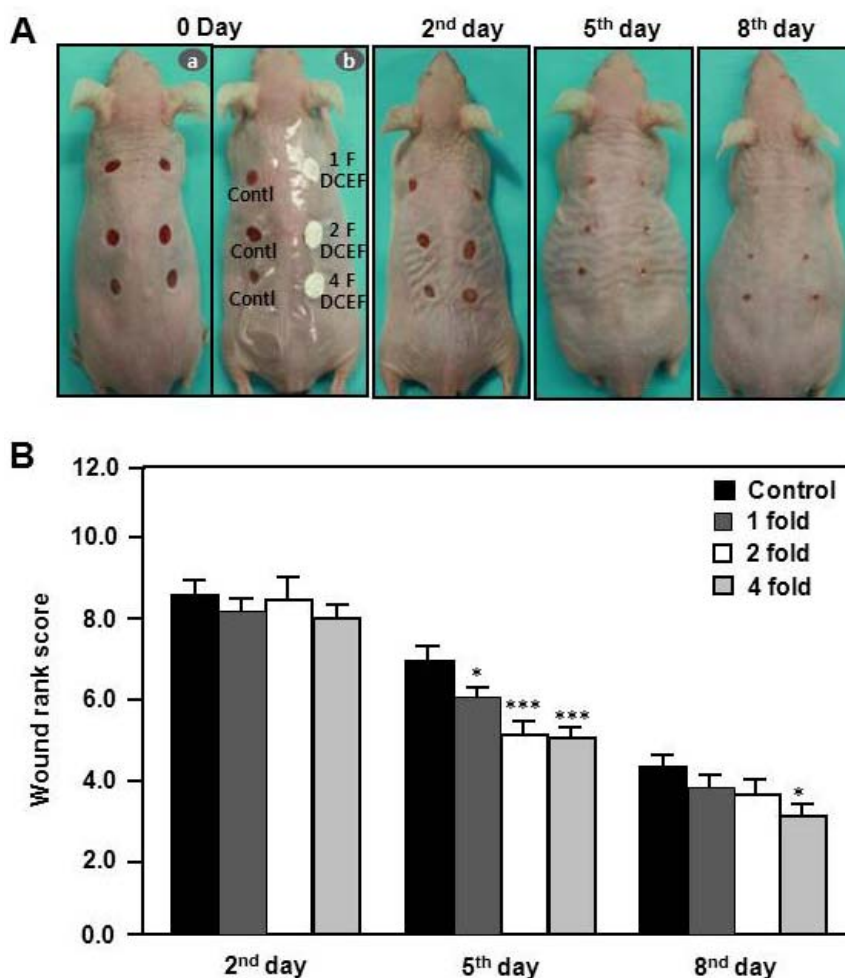 A
0 Day
2nd day
5th day
8th day
a
b
1 F
DCEF
Contl
2 F
DCEF
Contl
4 F
DCEF
Contl
B
12.0
10.0
8.0
6.0
4.0
2.0
0.0
Wound rank score
Control
1 fold
2 fold
4 fold
*
***
***
*
2nd day
5th day
8nd day